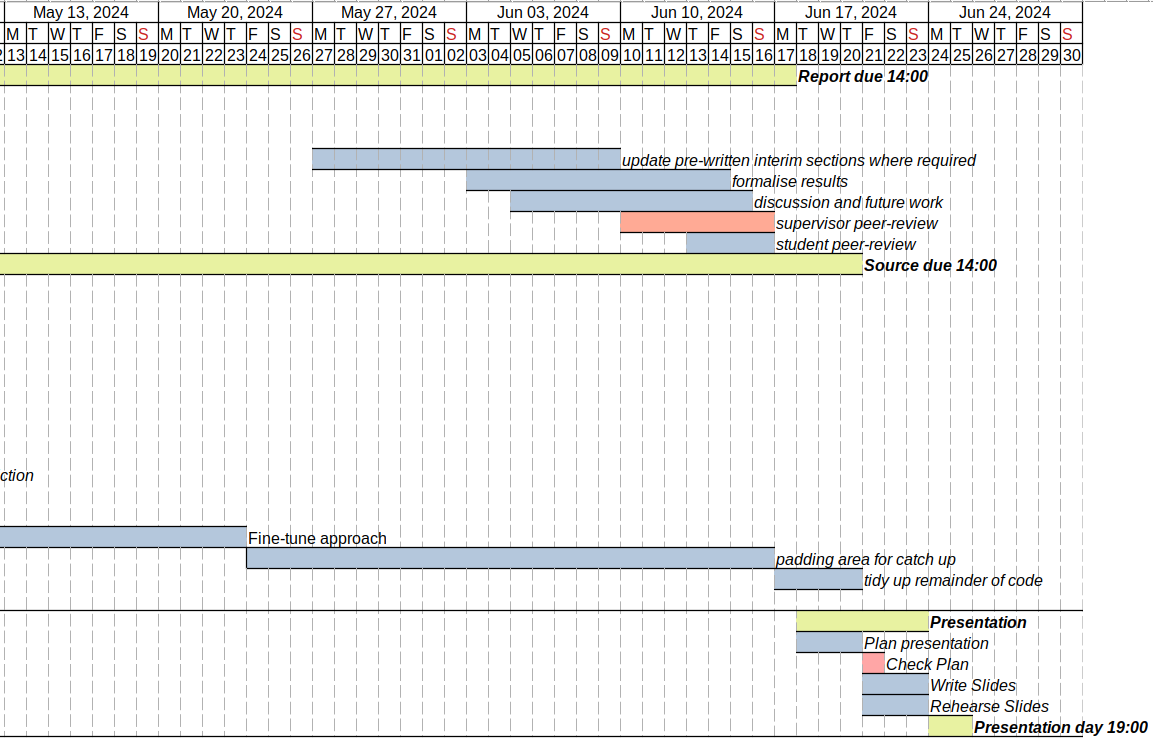 May 13, 2024 May 20, 2024 May 27, 2024 Jun 03, 2024 Jun 10, 2024 Jun 17, 2024 Jun 24, 2024
M T W T F S S M T W T F S S M T W T F S S M T W T F S S M T W T F S S M T W T F S S M T W T F S S
13 14 15 16 17 18 19 20 21 22 23 24 25 26 27 28 29 30 31 01 02 03 04 05 06 07 08 09 10 11 12 13 14 15 16 17 18 19 20 21 22 23 24 25 26 27 28 29 30
Report due 14:00
update pre-written interim sections where required
formalise results
discussion and future work
supervisor peer-review
student peer-review
Source due 14:00
ction
Fine-tune approach
padding area for catch up
tidy up remainder of code
Presentation
Plan presentation
Check Plan
Write Slides
Rehearse Slides
Presentation day 19:00